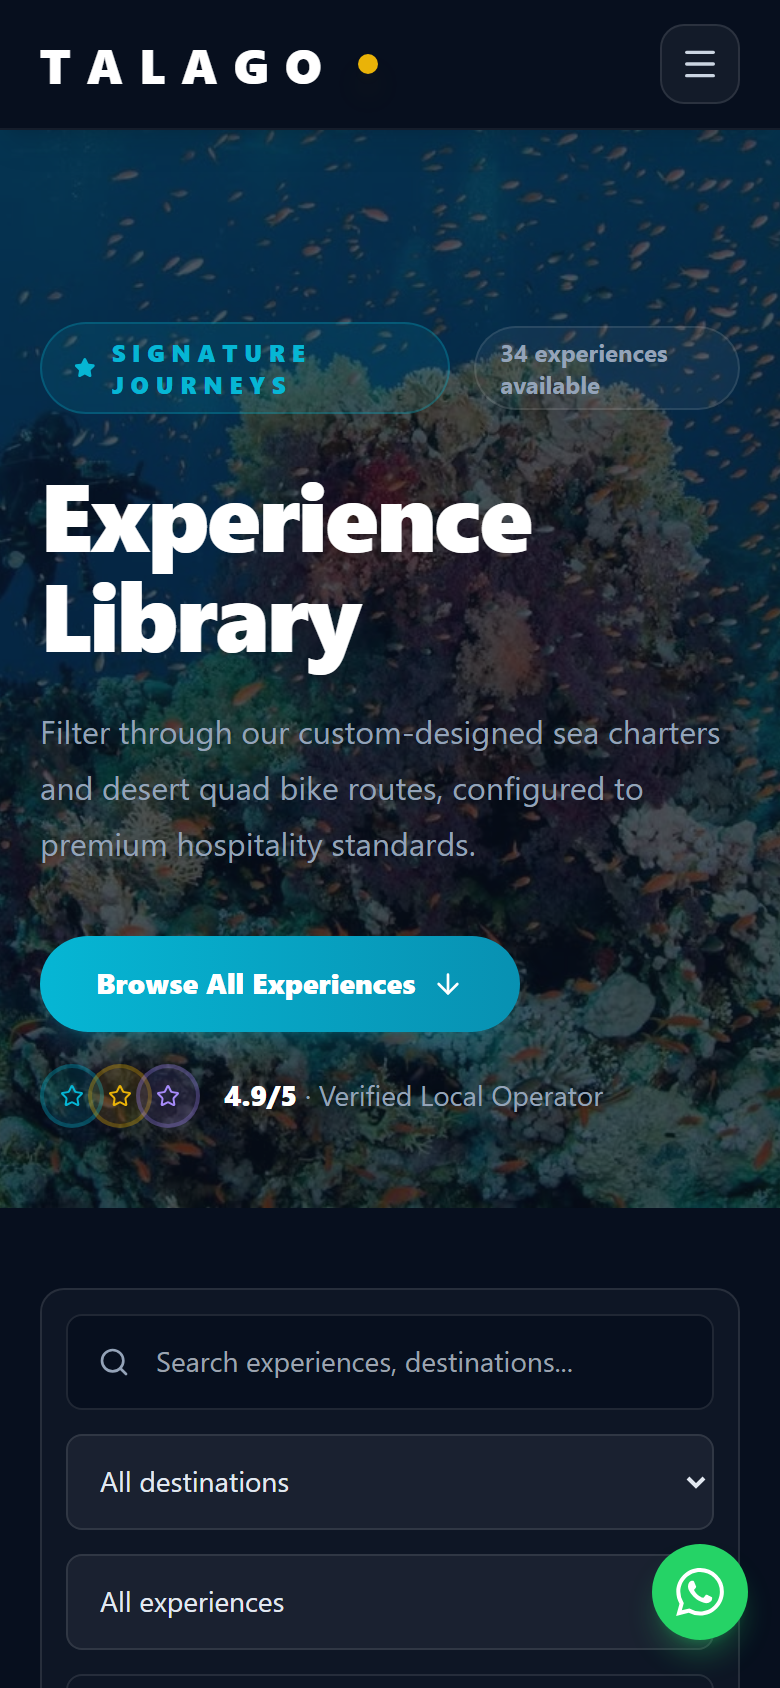 TALAGO
SIGNATURE
JOURNEYS
34 experiences
available
Experience
Library
Filter through our custom-designed sea charters
and desert quad bike routes, configured to
premium hospitality standards.
Browse All Experiences
4.9/5 · Verified Local Operator
Search experiences, destinations...
All destinations
All experiences